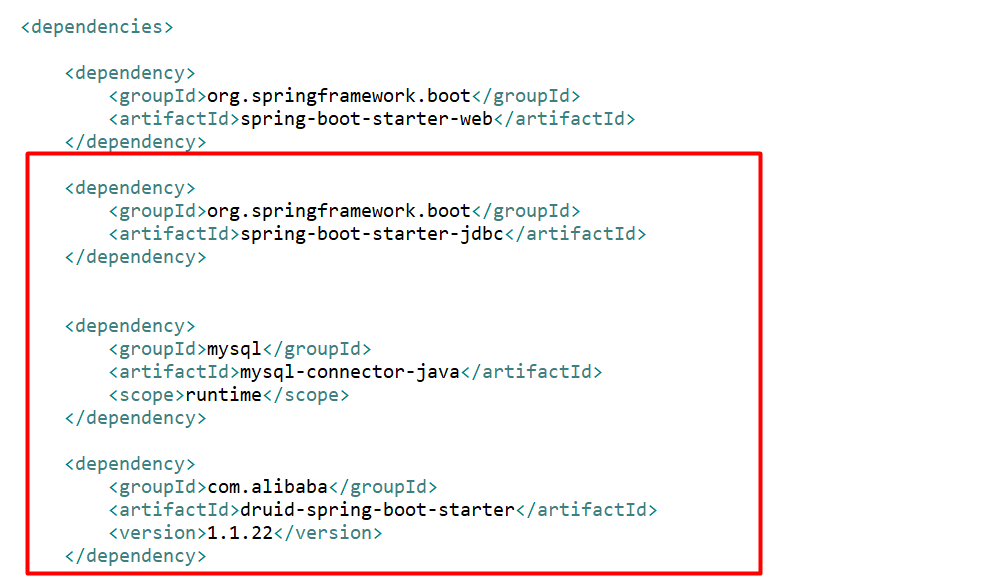 <dependencies>
<dependency>
<groupId>org.springframework.boot</groupId>
<artifactId>spring-boot-starter-web</artifactId>
</dependency>
<dependency>
<groupId>org.springframework.boot</groupId>
<artifactId>spring-boot-starter-jdbc</artifactId>
</dependency>
<dependency>
<groupId>mysql</groupId>
<artifactId>mysql-connector-java</artifactId>
<scope>runtime</scope>
</dependency>
<dependency>
<groupId>com.alibaba</groupId>
<artifactId>druid-spring-boot-starter</artifactId>
<version>1.1.22</version>
</dependency>